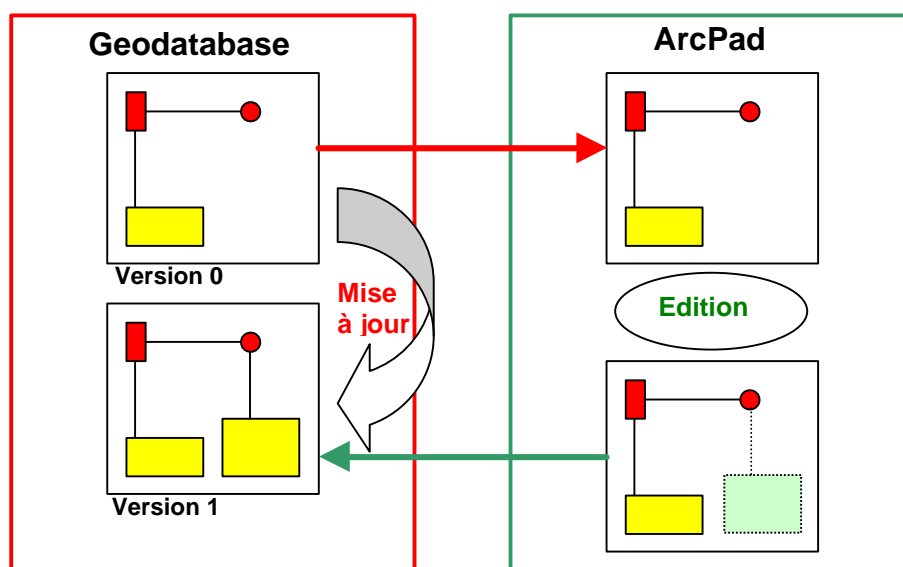 Geodatabase
ArcPad
Version 0
Mise
à jour
Edition
Version 1